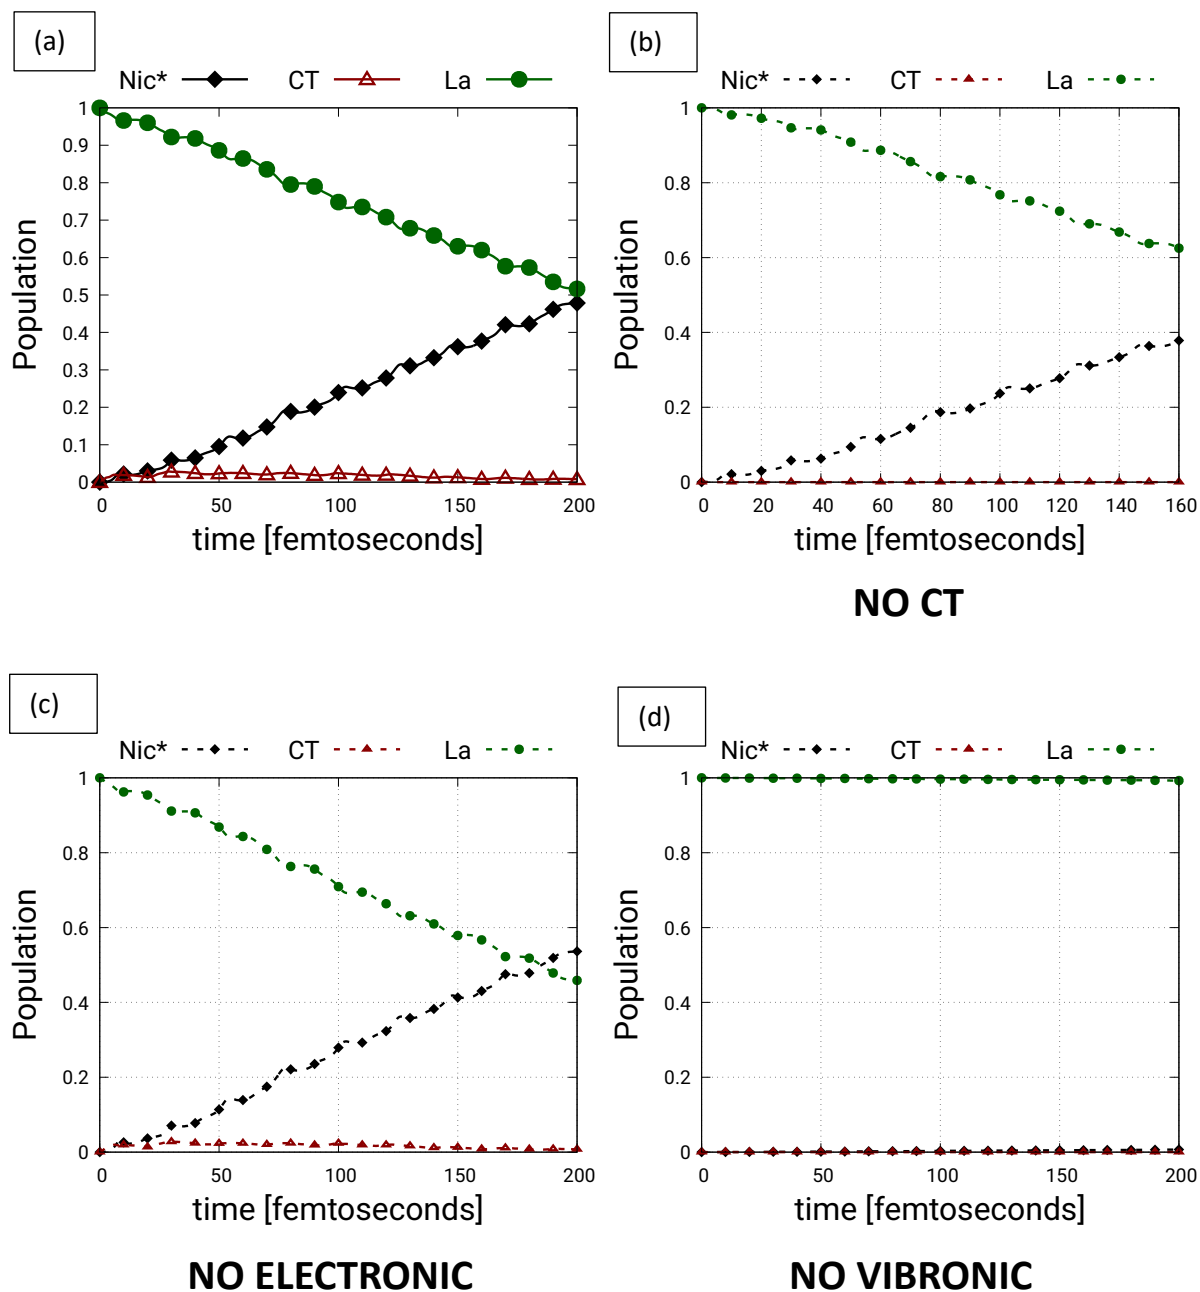 (a)
(b)
Nic* CT La
Nic* CT La
1
0.9
0.8
0.7
0.6
0.5
0.4
0.3
0.2
0.1
0
Population
0 50 100 150 200
time [femtoseconds]
1
0.8
0.6
0.4
0.2
0
Population
0 20 40 60 80 100 120 140 160
time [femtoseconds]
NO CT
(c)
(d)
Nic* CT La
Nic* CT La
1
0.8
0.6
0.4
0.2
0
Population
0 50 100 150 200
time [femtoseconds]
1
0.8
0.6
0.4
0.2
0
Population
0 50 100 150 200
time [femtoseconds]
NO ELECTRONIC
NO VIBRONIC